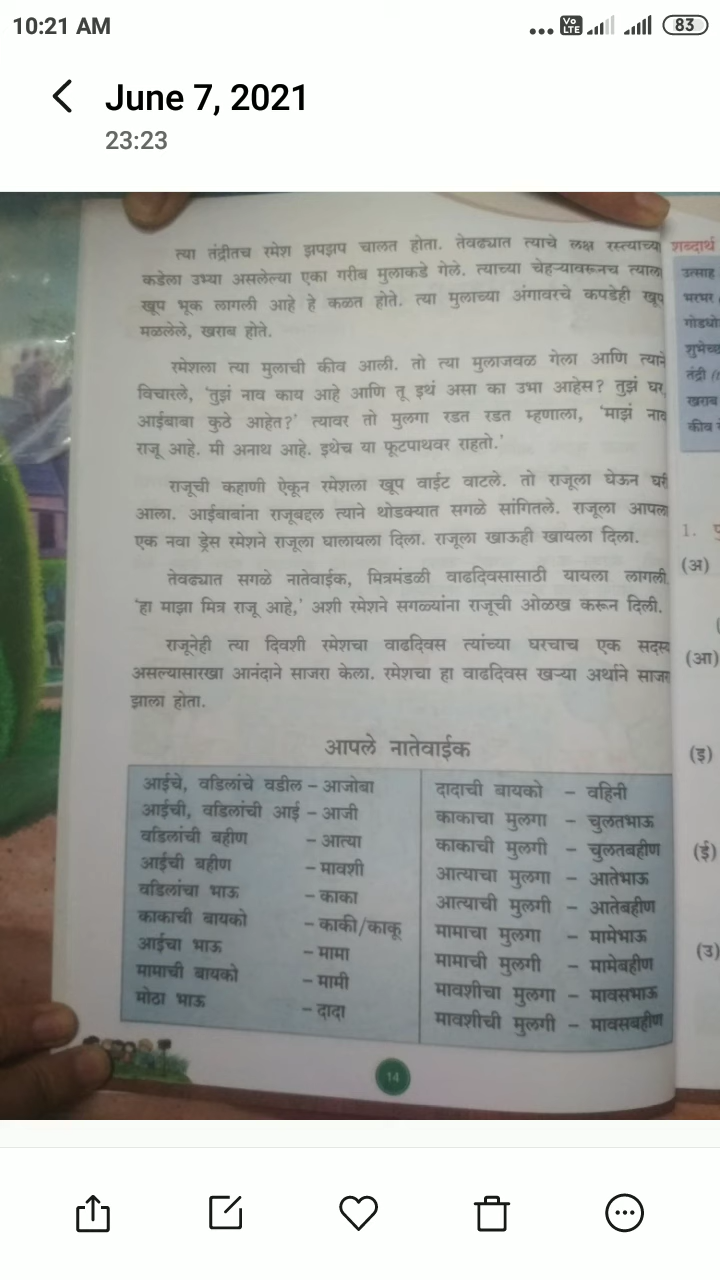 10:21 AM
Vo LTE
83
June 7, 2021
23:23
त्या तंद्रीतच रमेश झपझप चालत होता. तेवढ्यात त्याचे लक्ष रस्त्याच्या
कडेला उभ्या असलेल्या एका गरीब मुलाकडे गेले. त्याच्या चेहऱ्यावरूनच त्याला
खूप भूक लागली आहे हे कळत होते. त्या मुलाच्या अंगावरचे कपडेही खूप
मळलेले, खराब होते.
रमेशला त्या मुलाची कीव आली. तो त्या मुलाजवळ गेला आणि त्याने
विचारले, ‘तुझं नाव काय आहे आणि तू इथं असा का उभा आहेस? तुझं घर,
आईबाबा कुठे आहेत?’ त्यावर तो मुलगा रडत रडत म्हणाला, ‘माझं नाव
राजू आहे. मी अनाथ आहे. इथेच या फूटपाथवर राहतो.’
राजूची कहाणी ऐकून रमेशला खूप वाईट वाटले. तो राजूला घेऊन घरी
आला. आईबाबांना राजूबद्दल त्याने थोडक्यात सगळे सांगितले. राजूला आपला
एक नवा ड्रेस रमेशने राजूला घालायला दिला. राजूला खाऊही खायला दिला.
तेवढ्यात सगळे नातेवाईक, मित्रमंडळी वाढदिवसासाठी यायला लागली.
‘हा माझा मित्र राजू आहे,’ अशी रमेशने सगळ्यांना राजूची ओळख करून दिली.
राजूनेही त्या दिवशी रमेशचा वाढदिवस त्यांच्या घरचाच एक
असल्यासारखा आनंदाने साजरा केला. रमेशचा हा वाढदिवस खऱ्या अर्थाने
झाला होता.
आपले नातेवाईक
आईचे, वडिलांचे वडील – आजोबा
आईची, वडिलांची आई – आजी
वडिलांची बहीण – आत्या
आईची बहीण – मावशी
वडिलांचा भाऊ – काका
काकाची बायको – काकी/काकू
आईचा भाऊ – मामा
मामाची बायको – मामी
मोठा भाऊ – दादा
दादाची बायको – वहिनी
काकाचा मुलगा – चुलतभाऊ
काकाची मुलगी – चुलतबहीण
आत्याचा मुलगा – आतेभाऊ
आत्याची मुलगी – आतेबहीण
मामाचा मुलगा – मामेभाऊ
मामाची मुलगी – मामेबहीण
मावशीचा मुलगा – मावसभाऊ
मावशीची मुलगी – मावसबहीण
14
शब्दार्थ
उत्साह
भरभर
तंद्री
खराब
कीव
1.
(अ)
(आ)
(इ)
(ई)
(उ)